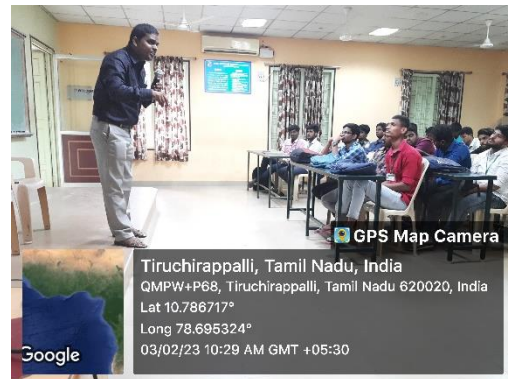 GPS Map Camera
Tiruchirappalli, Tamil Nadu, India
QMPW+P68, Tiruchirappalli, Tamil Nadu 620020, India
Lat 10.786717°
Long 78.695324°
03/02/23 10:29 AM GMT +05:30
Google